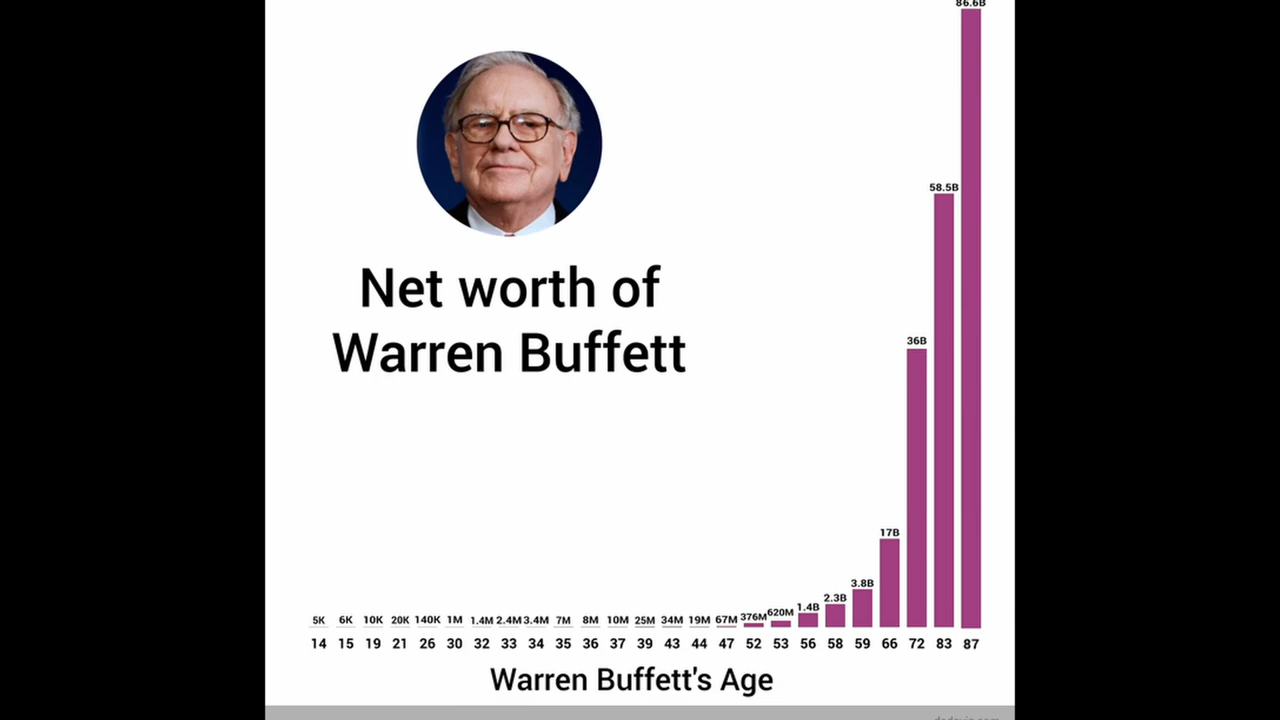 86.6B
Net worth of
Warren Buffett
58.5B
36B
17B
3.8B
2.3B
1.4B
5K 6K 10K 20K 140K 1M 1.4M 2.4M 3.4M 7M 8M 10M 25M 34M 19M 67M 376M 620M
14 15 19 21 26 30 32 33 34 35 36 37 39 43 44 47 52 53 56 58 59 66 72 83 87
Warren Buffett's Age